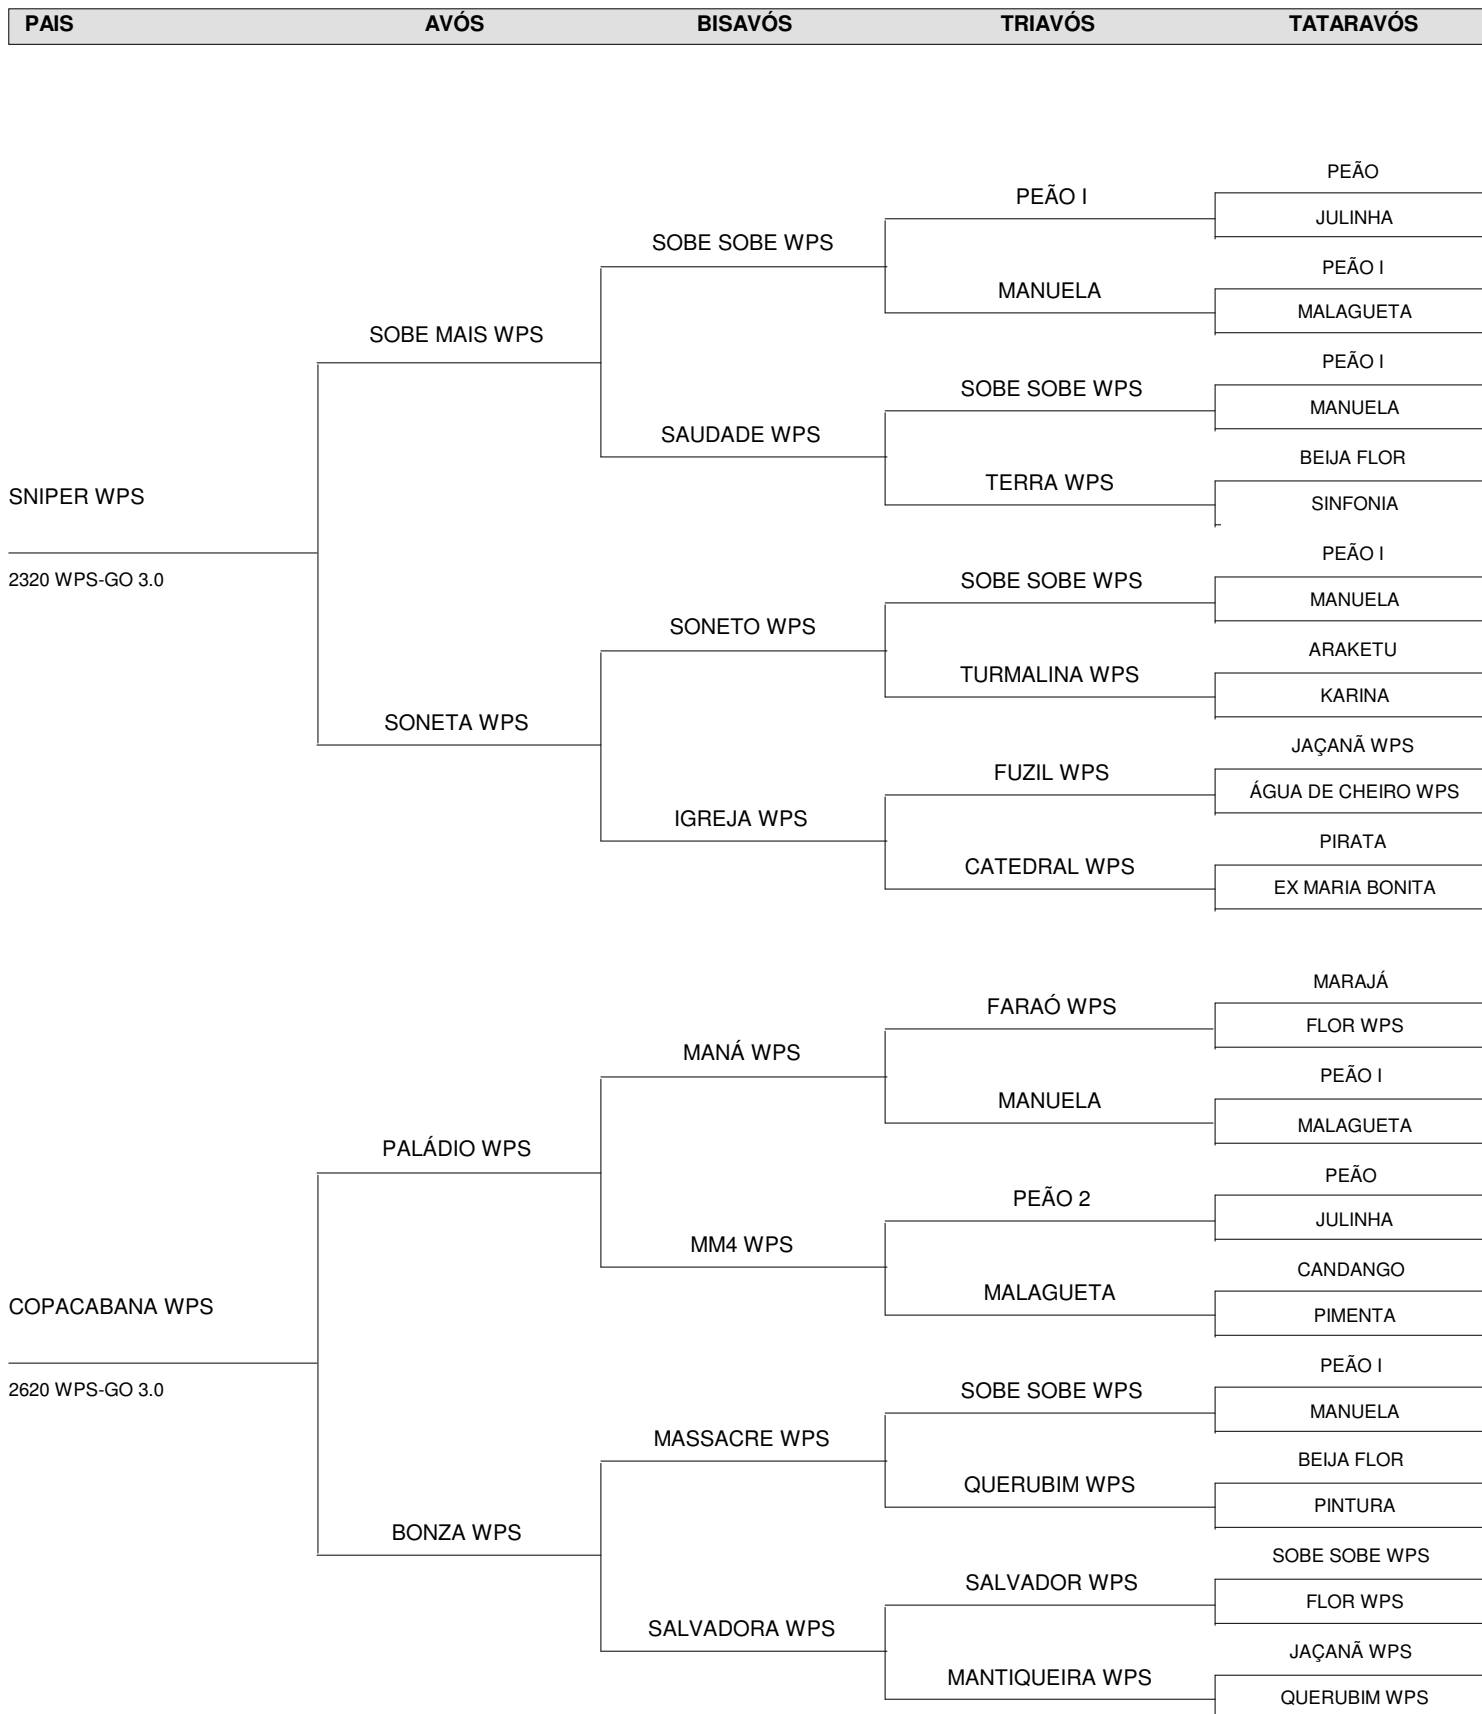 PAIS AVÓS BISAVÓS TRIAVÓS TATARAVÓS
PEÃO
PEÃO I
JULINHA
SOBE SOBE WPS
PEÃO I
MANUELA
MALAGUETA
SOBE MAIS WPS
PEÃO I
SOBE SOBE WPS
MANUELA
SAUDADE WPS
BEIJA FLOR
TERRA WPS
SNIPER WPS
SINFONIA
PEÃO I
2320 WPS-GO 3.0
SOBE SOBE WPS
MANUELA
SONETO WPS
ARAKETU
TURMALINA WPS
KARINA
SONETA WPS
JAÇANÃ WPS
FUZIL WPS
ÁGUA DE CHEIRO WPS
IGREJA WPS
PIRATA
CATEDRAL WPS
EX MARIA BONITA
MARAJÁ
FARAÓ WPS
FLOR WPS
MANÁ WPS
PEÃO I
MANUELA
MALAGUETA
PALÁDIO WPS
PEÃO
PEÃO 2
JULINHA
MM4 WPS
CANDANGO
MALAGUETA
COPACABANA WPS
PIMENTA
PEÃO I
2620 WPS-GO 3.0
SOBE SOBE WPS
MANUELA
MASSACRE WPS
BEIJA FLOR
QUERUBIM WPS
PINTURA
BONZA WPS
SOBE SOBE WPS
SALVADOR WPS
FLOR WPS
SALVADORA WPS
JAÇANÃ WPS
MANTIQUEIRA WPS
QUERUBIM WPS